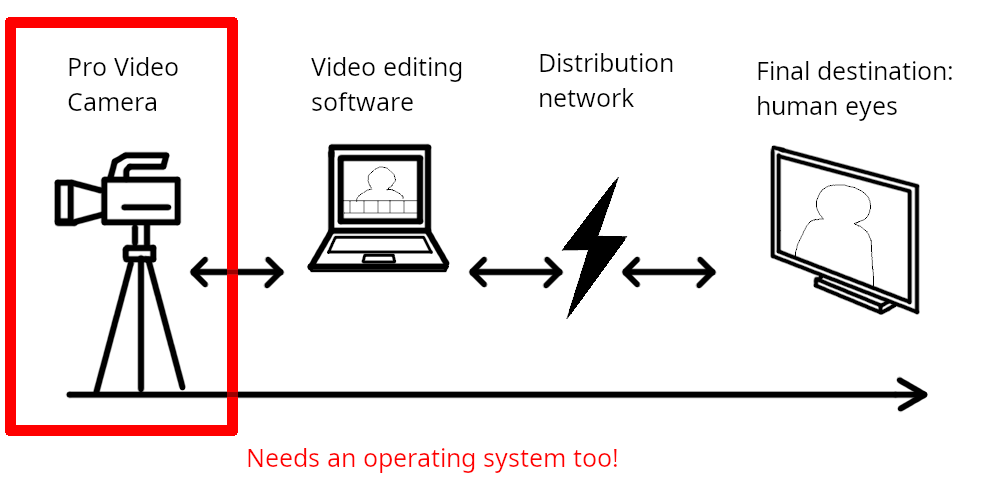 Pro Video
Camera
Video editing
software
Distribution
network
Final destination:
human eyes
Needs an operating system too!